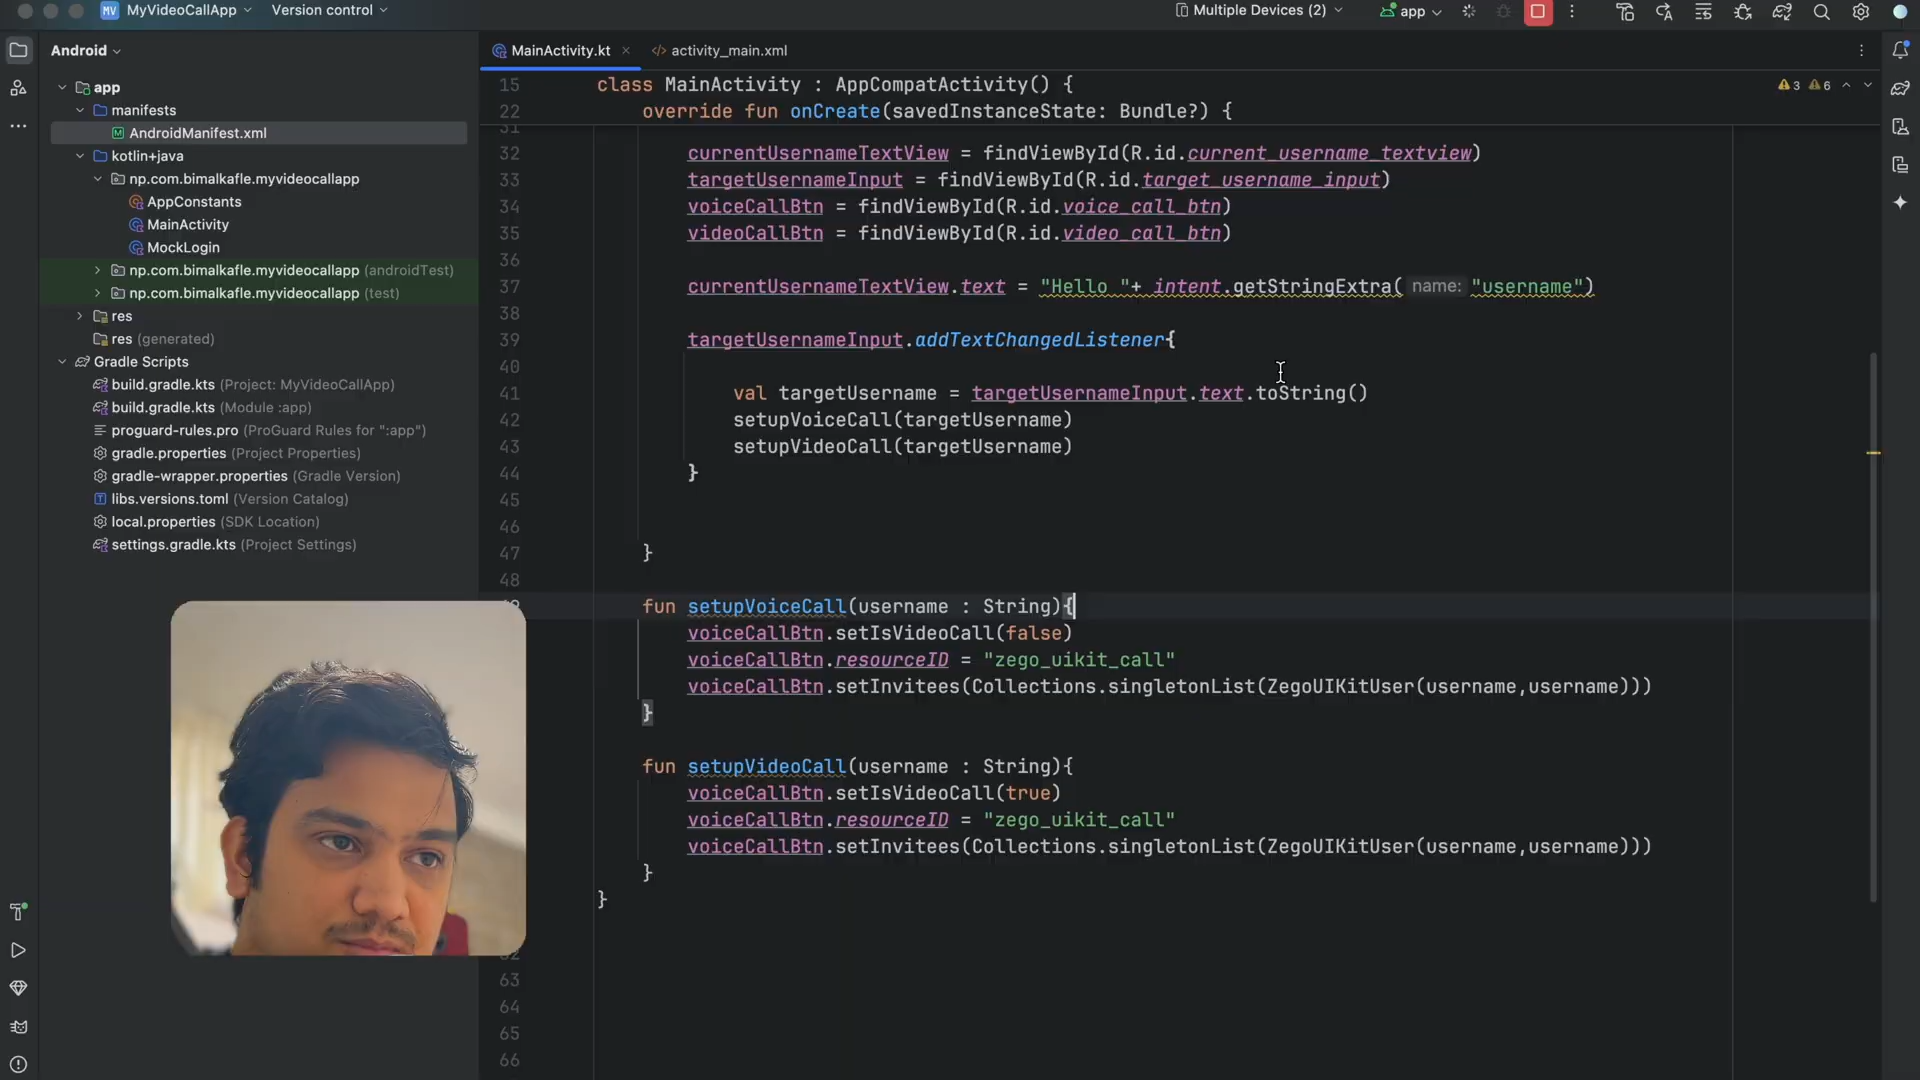 MV MyVideoCallApp Version control Multiple Devices (2) app
Android
MainActivity.kt
activity_main.xml
app
manifests
AndroidManifest.xml
kotlin+java
np.com.bimalkafle.myvideocallapp
AppConstants
MainActivity
MockLogin
np.com.bimalkafle.myvideocallapp (androidTest)
np.com.bimalkafle.myvideocallapp (test)
res
res (generated)
Gradle Scripts
build.gradle.kts (Project: MyVideoCallApp)
build.gradle.kts (Module :app)
proguard-rules.pro (ProGuard Rules for ":app")
gradle.properties (Project Properties)
gradle-wrapper.properties (Gradle Version)
libs.versions.toml (Version Catalog)
local.properties (SDK Location)
settings.gradle.kts (Project Settings)
15 class MainActivity : AppCompatActivity() { 3 6
22 override fun onCreate(savedInstanceState: Bundle?) {
31
32 currentUsernameTextView = findViewById(R.id.current_username_textview)
33 targetUsernameInput = findViewById(R.id.target_username_input)
34 voiceCallBtn = findViewById(R.id.voice_call_btn)
35 videoCallBtn = findViewById(R.id.video_call_btn)
36
37 currentUsernameTextView.text = "Hello "+ intent.getStringExtra( name: "username")
38
39 targetUsernameInput.addTextChangedListener{
40
41 val targetUsername = targetUsernameInput.text.toString()
42 setupVoiceCall(targetUsername)
43 setupVideoCall(targetUsername)
44 }
45
46
47 }
48
fun setupVoiceCall(username : String){
voiceCallBtn.setIsVideoCall(false)
voiceCallBtn.resourceID = "zego_uikit_call"
voiceCallBtn.setInvitees(Collections.singletonList(ZegoUIKitUser(username,username)))
}
fun setupVideoCall(username : String){
voiceCallBtn.setIsVideoCall(true)
voiceCallBtn.resourceID = "zego_uikit_call"
voiceCallBtn.setInvitees(Collections.singletonList(ZegoUIKitUser(username,username)))
}
}
63
64
65
66